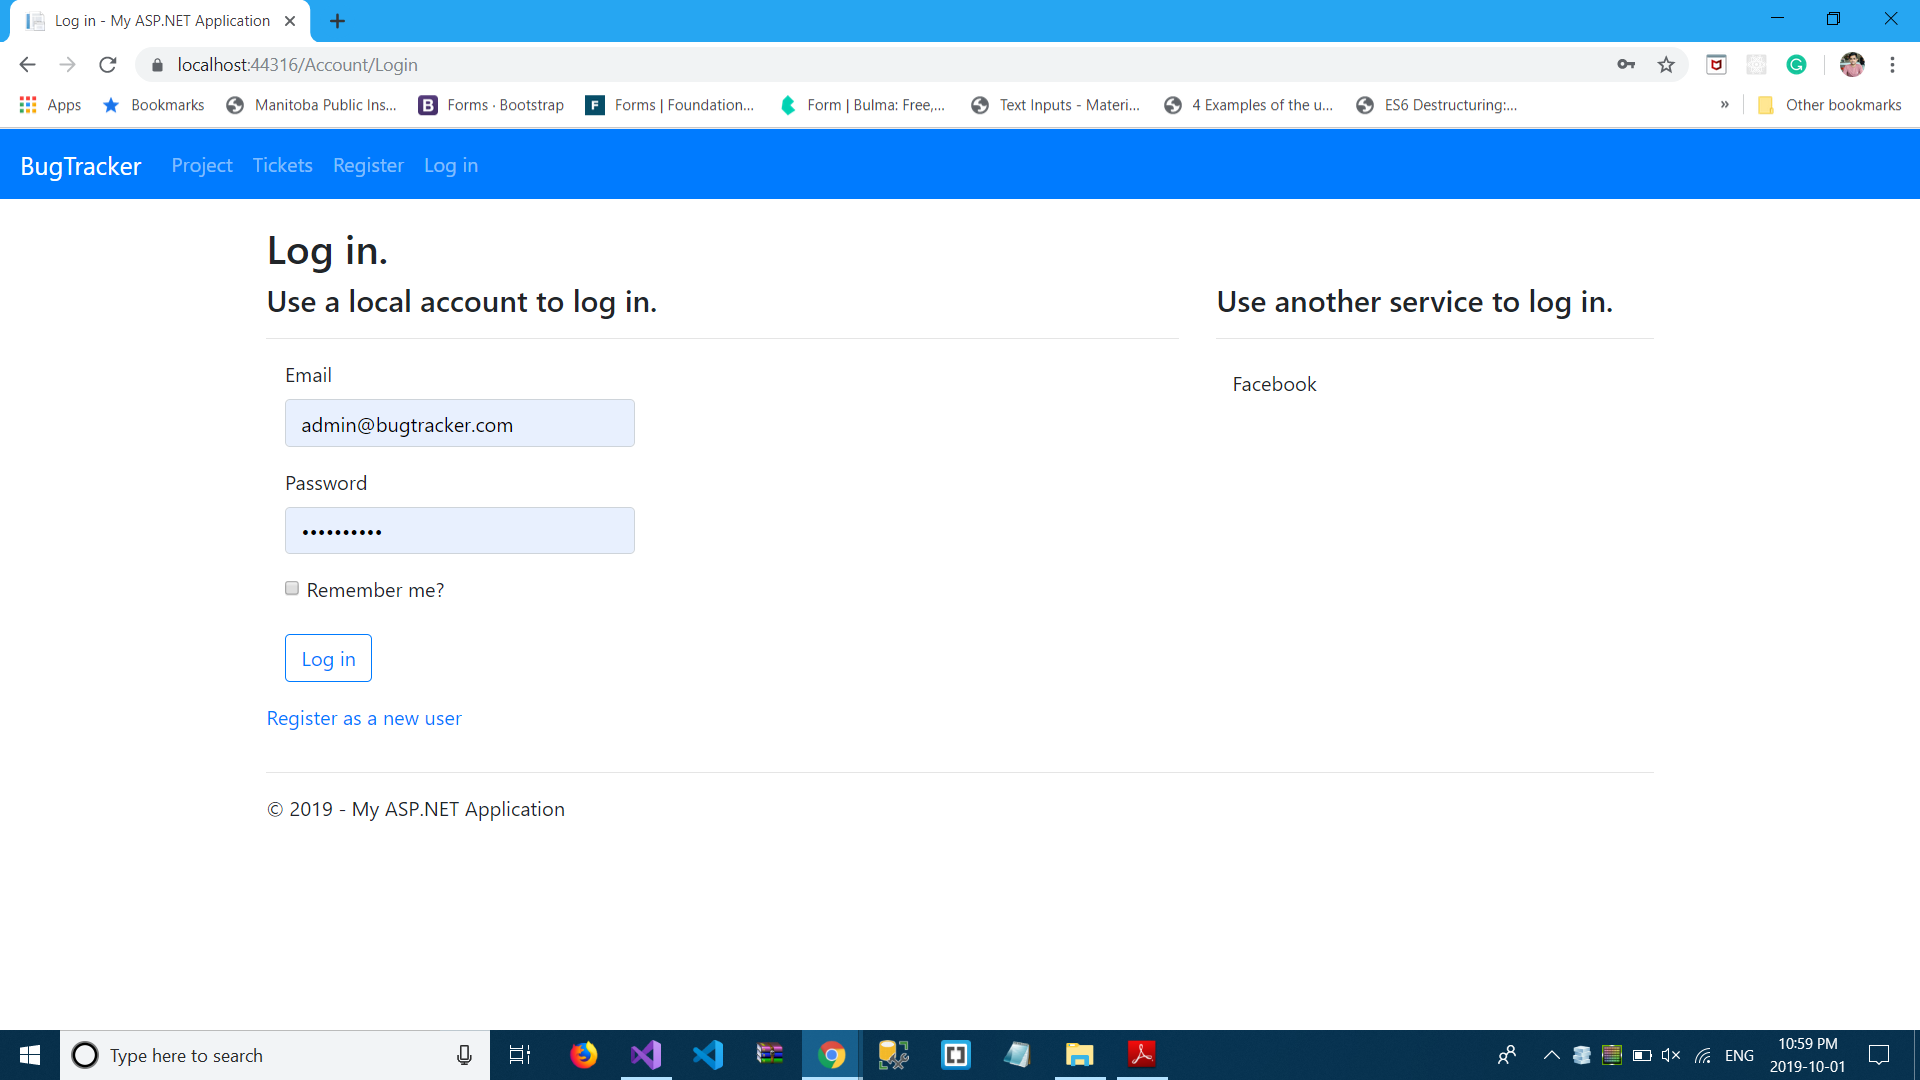 Log in - My ASP.NET Application
localhost:44316/Account/Login
Apps Bookmarks Manitoba Public Ins... Forms · Bootstrap Forms | Foundation... Form | Bulma: Free,... Text Inputs - Materi... 4 Examples of the u... ES6 Destructuring:... » Other bookmarks
BugTracker Project Tickets Register Log in
Log in.
Use a local account to log in.
Use another service to log in.
Email
Facebook
admin@bugtracker.com
Password
••••••••••
Remember me?
Log in
Register as a new user
© 2019 - My ASP.NET Application
Type here to search
ENG
10:59 PM
2019-10-01